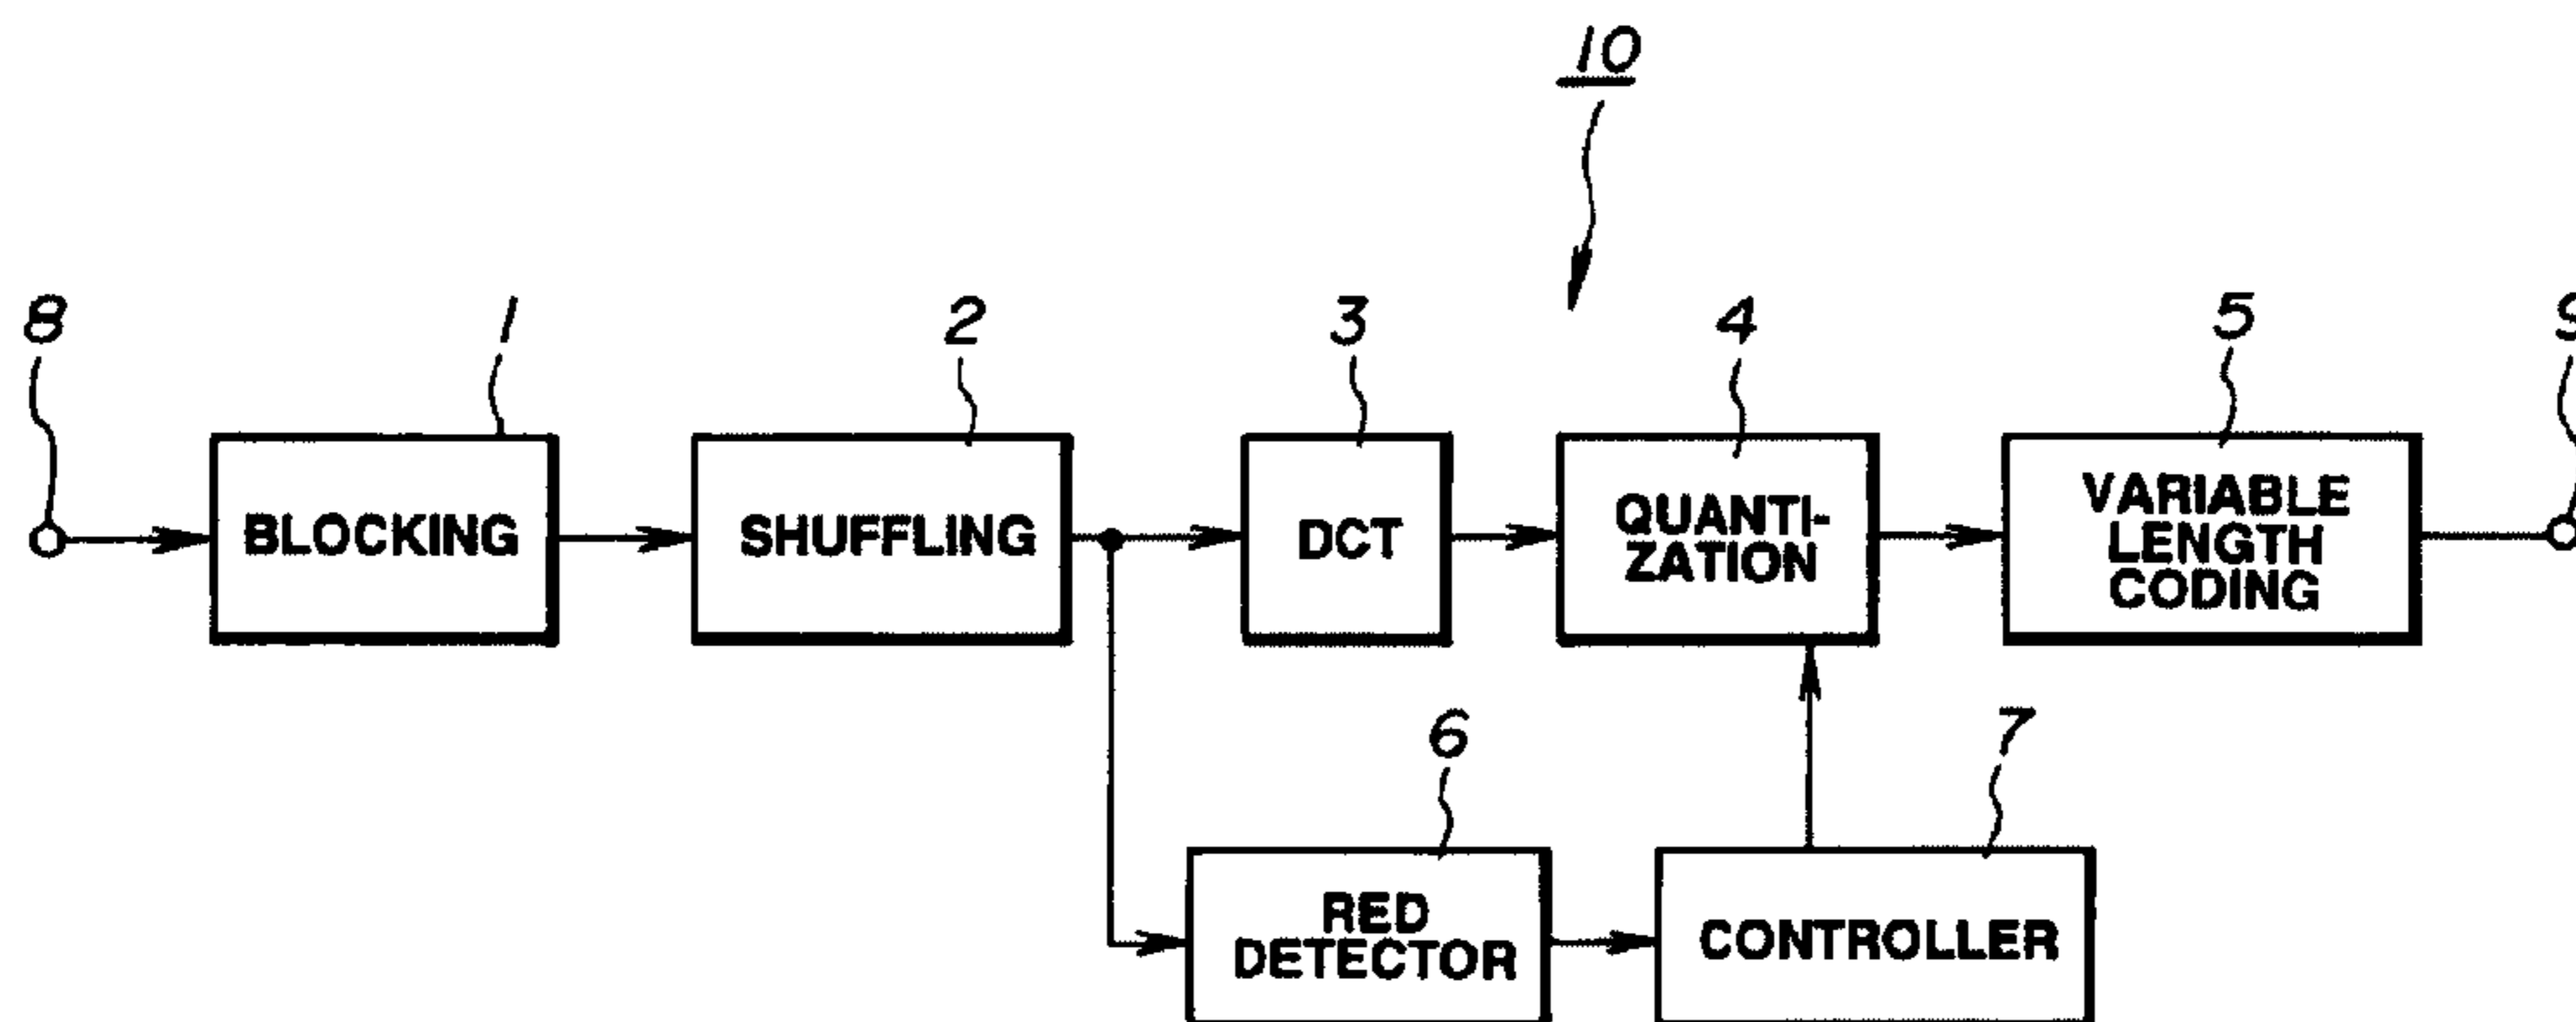 10
8
1
2
3
4
5
9
BLOCKING
SHUFFLING
DCT
QUANTI-
ZATION
VARIABLE
LENGTH
CODING
6
7
RED
DETECTOR
CONTROLLER